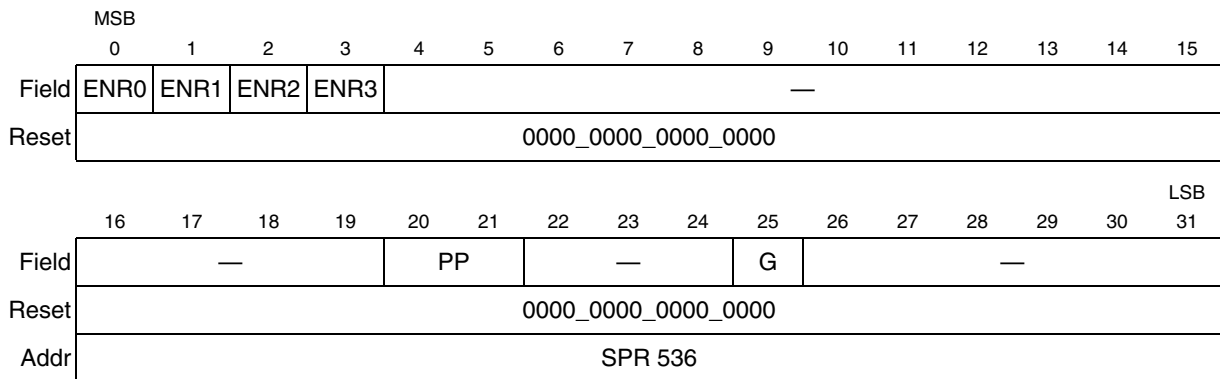 MSB
0 1 2 3 4 5 6 7 8 9 10 11 12 13 14 15
Field ENR0 ENR1 ENR2 ENR3 —
Reset 0000_0000_0000_0000
LSB
16 17 18 19 20 21 22 23 24 25 26 27 28 29 30 31
Field — PP — G —
Reset 0000_0000_0000_0000
Addr SPR 536